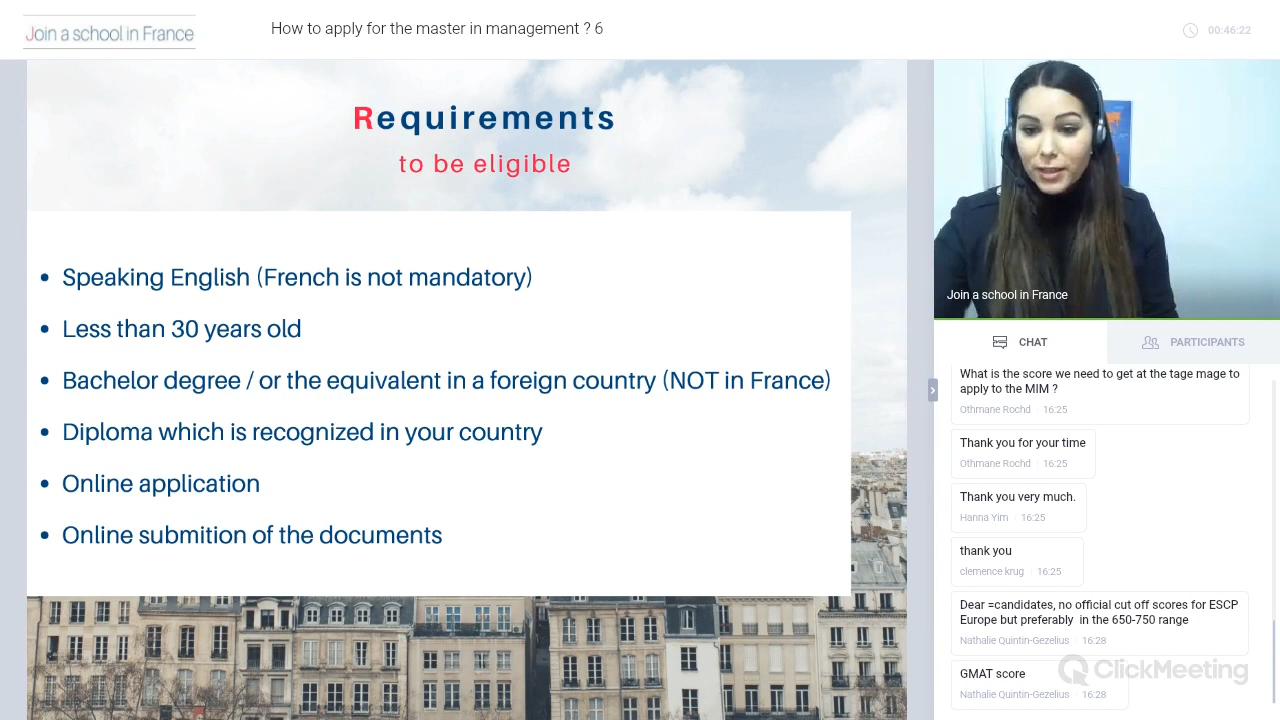 Join a school in France
How to apply for the master in management ? 6
00:46:22
Requirements
to be eligible
• Speaking English (French is not mandatory)
• Less than 30 years old
• Bachelor degree / or the equivalent in a foreign country (NOT in France)
• Diploma which is recognized in your country
• Online application
• Online submition of the documents
Join a school in France
CHAT
PARTICIPANTS
What is the score we need to get at the tage mage to
apply to the MIM ?
Othmane Rochd 16:25
Thank you for your time
Othmane Rochd 16:25
Thank you very much.
Hanna Yim 16:25
thank you
clemence krug 16:25
Dear =candidates, no official cut off scores for ESCP
Europe but preferably in the 650-750 range
Nathalie Quintin-Gezelius 16:28
GMAT score
Nathalie Quintin-Gezelius 16:28
ClickMeeting